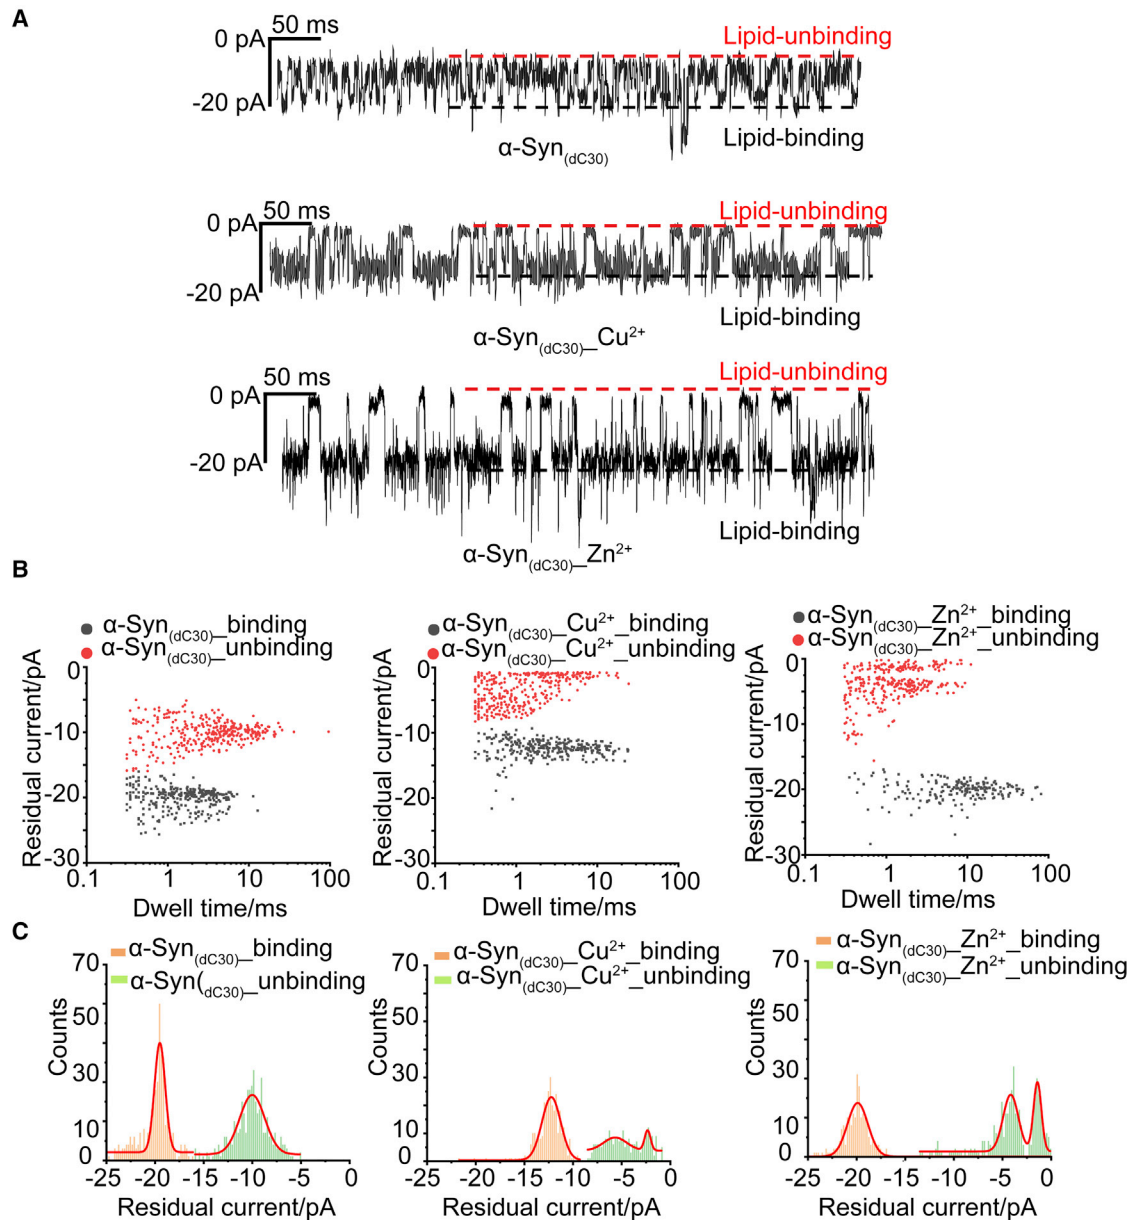 A
50 ms
0 pA
-20 pA
Lipid-unbinding
Lipid-binding
α-Syn(dC30)
50 ms
0 pA
-20 pA
Lipid-unbinding
Lipid-binding
α-Syn(dC30)_Cu2+
50 ms
0 pA
-20 pA
Lipid-unbinding
Lipid-binding
α-Syn(dC30)_Zn2+
B
α-Syn(dC30)_binding
α-Syn(dC30)_unbinding
Residual current/pA
0
-10
-20
-30
0.1 1 10 100
Dwell time/ms
α-Syn(dC30)_Cu2+_binding
α-Syn(dC30)_Cu2+_unbinding
Residual current/pA
0
-10
-20
-30
0.1 1 10 100
Dwell time/ms
α-Syn(dC30)_Zn2+_binding
α-Syn(dC30)_Zn2+_unbinding
Residual current/pA
0
-10
-20
-30
0.1 1 10 100
Dwell time/ms
C
α-Syn(dC30)_binding
α-Syn(dC30)_unbinding
Counts
70
50
30
10
0
-25 -20 -15 -10 -5 0
Residual current/pA
α-Syn(dC30)_Cu2+_binding
α-Syn(dC30)_Cu2+_unbinding
Counts
70
50
30
10
0
-25 -20 -15 -10 -5 0
Residual current/pA
α-Syn(dC30)_Zn2+_binding
α-Syn(dC30)_Zn2+_unbinding
Counts
70
50
30
10
0
-25 -20 -15 -10 -5 0
Residual current/pA